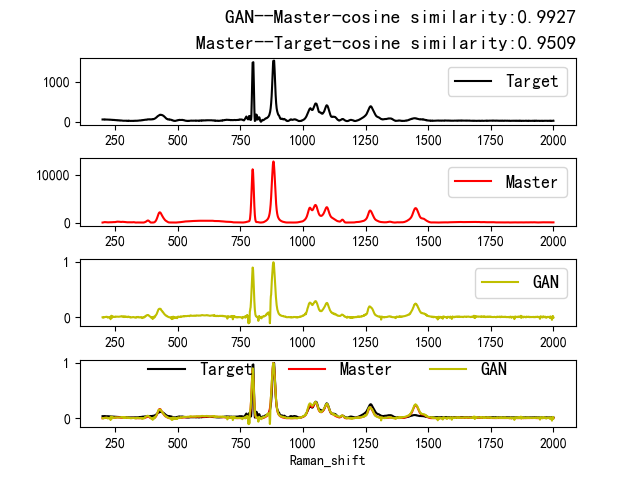 GAN--Master-cosine similarity:0.9927
Master--Target-cosine similarity:0.9509
1000
0
Target
250 500 750 1000 1250 1500 1750 2000
10000
0
Master
250 500 750 1000 1250 1500 1750 2000
1
0
GAN
250 500 750 1000 1250 1500 1750 2000
1
0
Target Master GAN
250 500 750 1000 1250 1500 1750 2000
Raman_shift